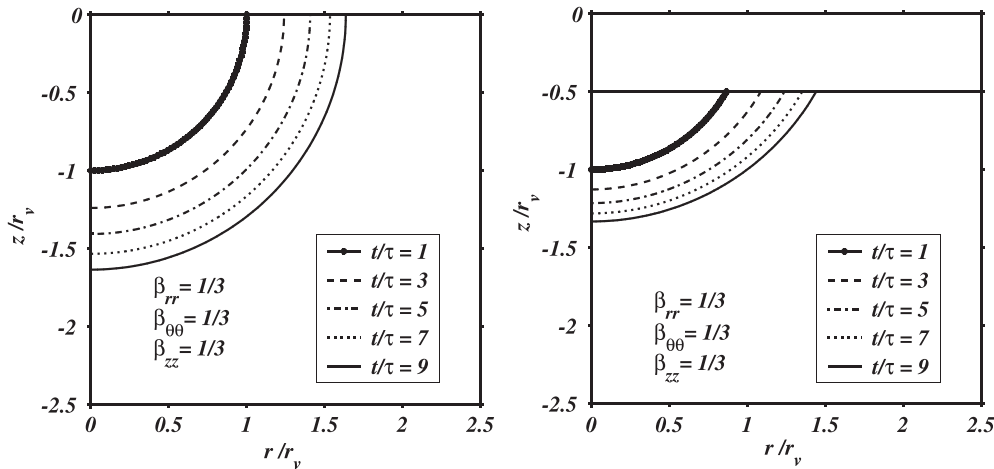 0
-0.5
-1
-1.5
-2
-2.5
z/r_v
0 0.5 1 1.5 2 2.5
r/r_v
β_rr = 1/3
β_θθ = 1/3
β_zz = 1/3
t/τ = 1
t/τ = 3
t/τ = 5
t/τ = 7
t/τ = 9
0
-0.5
-1
-1.5
-2
-2.5
z/r_v
0 0.5 1 1.5 2 2.5
r/r_v
β_rr = 1/3
β_θθ = 1/3
β_zz = 1/3
t/τ = 1
t/τ = 3
t/τ = 5
t/τ = 7
t/τ = 9